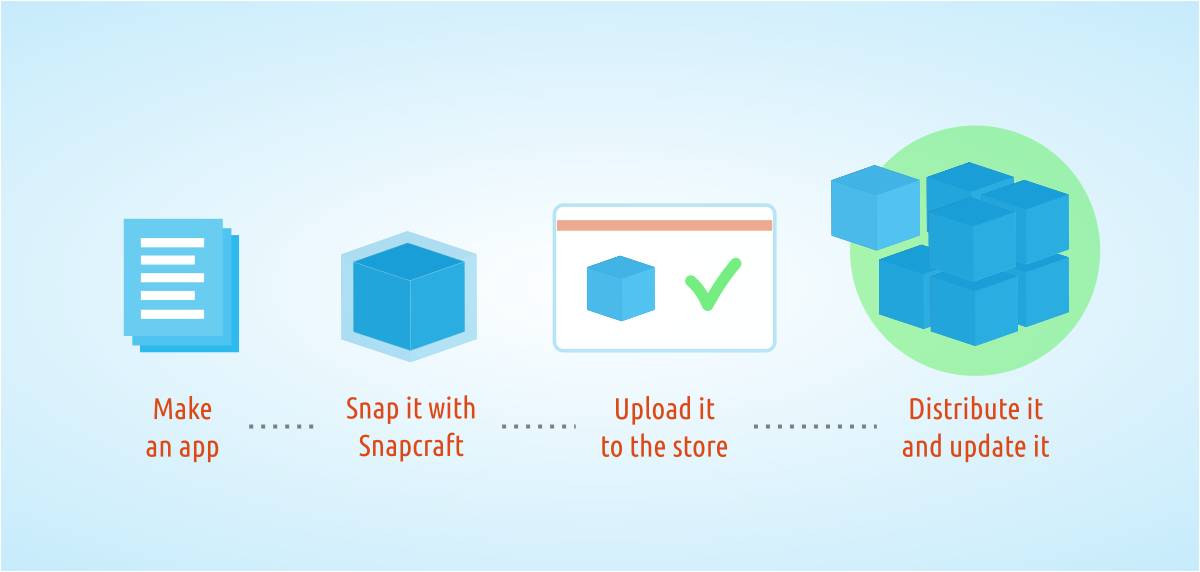 Make
an app
Snap it with
Snapcraft
Upload it
to the store
Distribute it
and update it